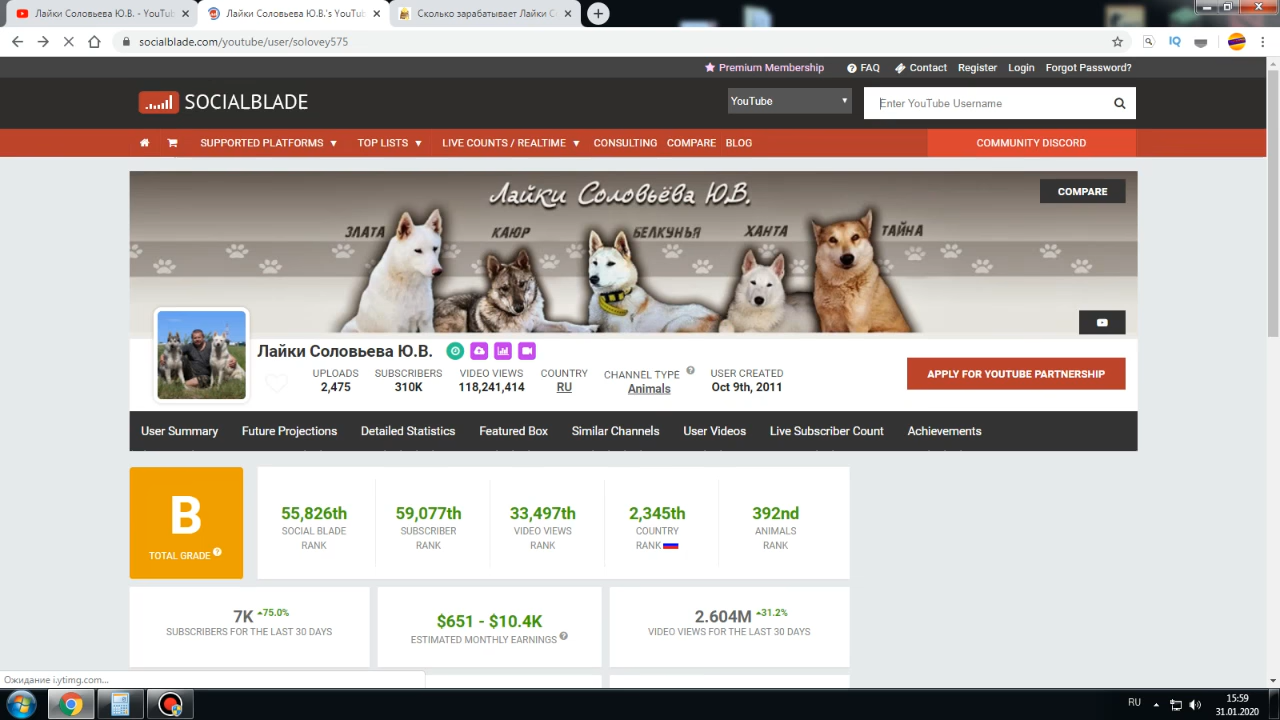 Лайки Соловьева Ю.В. - YouTu
Лайки Соловьева Ю.В.'s YouTub
Сколько зарабатывает Лайки С
socialblade.com/youtube/user/solovey575
IQ
Premium Membership FAQ Contact Register Login Forgot Password?
SOCIALBLADE
YouTube
Enter YouTube Username
SUPPORTED PLATFORMS TOP LISTS LIVE COUNTS / REALTIME CONSULTING COMPARE BLOG COMMUNITY DISCORD
Лайки Соловьёва Ю.В.
COMPARE
ЗЛАТА КАЮР БЕЛКУНЬЯ ХАНТА ТАЙНА
Лайки Соловьева Ю.В.
UPLOADS SUBSCRIBERS VIDEO VIEWS COUNTRY CHANNEL TYPE USER CREATED
2,475 310K 118,241,414 RU Animals Oct 9th, 2011
APPLY FOR YOUTUBE PARTNERSHIP
User Summary Future Projections Detailed Statistics Featured Box Similar Channels User Videos Live Subscriber Count Achievements
B
TOTAL GRADE
55,826th 59,077th 33,497th 2,345th 392nd
SOCIAL BLADE SUBSCRIBER VIDEO VIEWS COUNTRY ANIMALS
RANK RANK RANK RANK RANK
7K 75.0%
SUBSCRIBERS FOR THE LAST 30 DAYS
$651 - $10.4K
ESTIMATED MONTHLY EARNINGS
2.604M 31.2%
VIDEO VIEWS FOR THE LAST 30 DAYS
Ожидание i.ytimg.com...
RU
15:59
31.01.2020